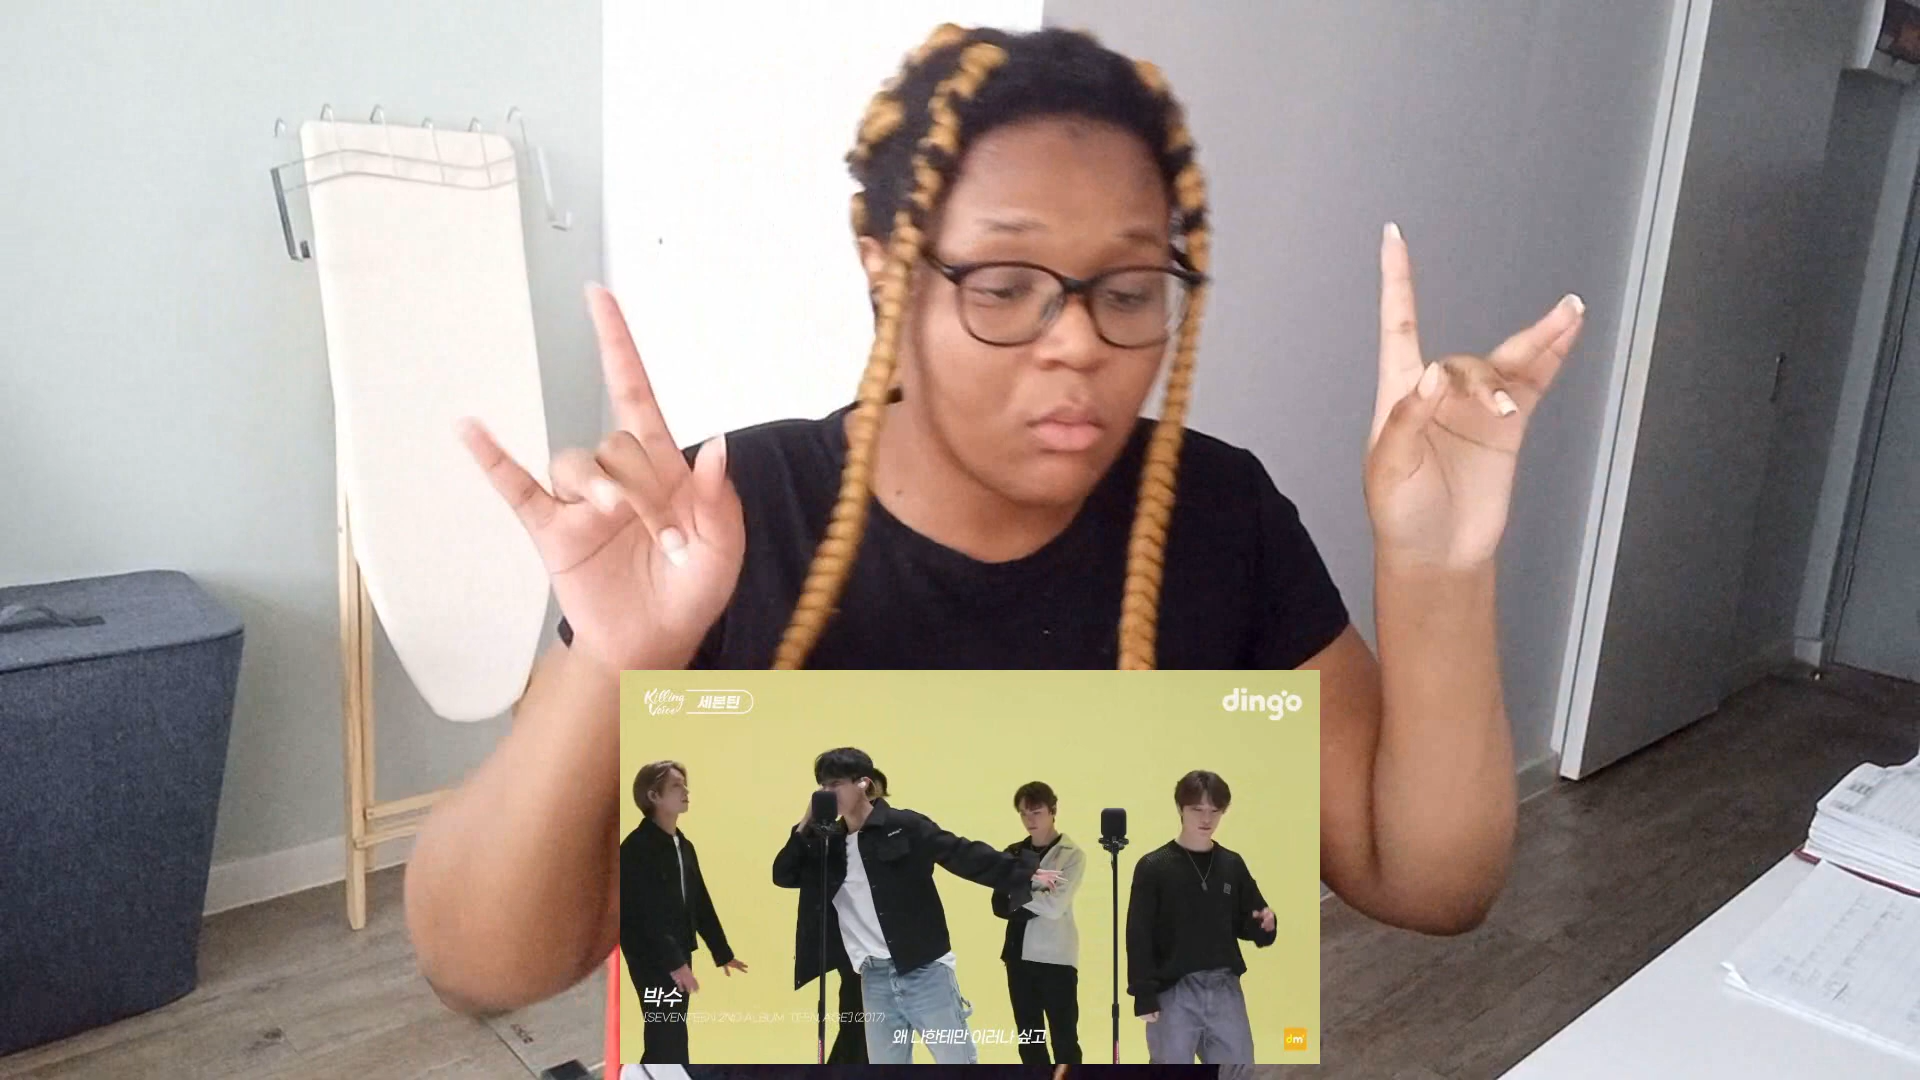 Killing Voice 세븐틴
dingo
박수
[SEVENTEEN 2ND ALBUM 'TEEN, AGE'] (2017)
왜 나한테만 이러나 싶고
dm